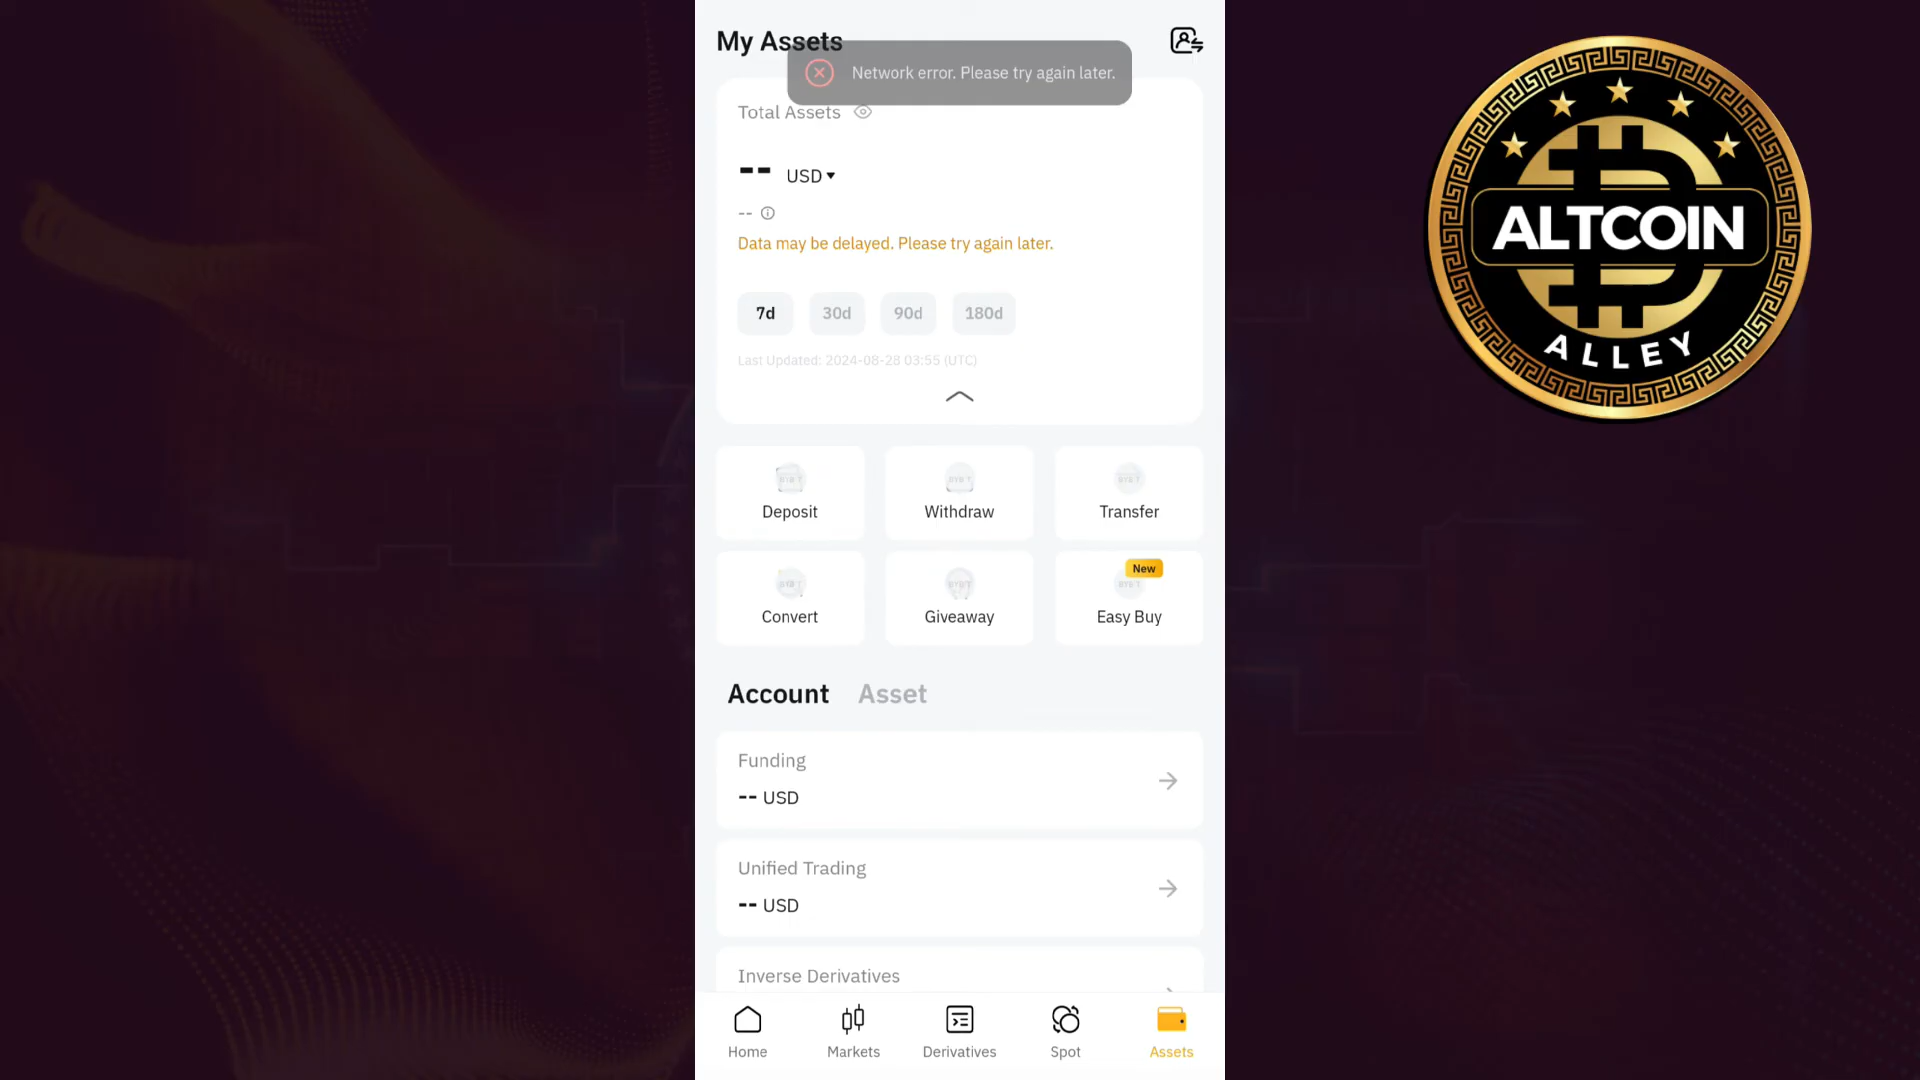 My Assets
Network error. Please try again later.
Total Assets
-- USD
--
Data may be delayed. Please try again later.
7d 30d 90d 180d
Last Updated: 2024-08-28 03:55 (UTC)
Deposit Withdraw Transfer
New
Convert Giveaway Easy Buy
Account Asset
Funding
-- USD
Unified Trading
-- USD
Inverse Derivatives
Home Markets Derivatives Spot Assets
ALTCOIN
ALLEY